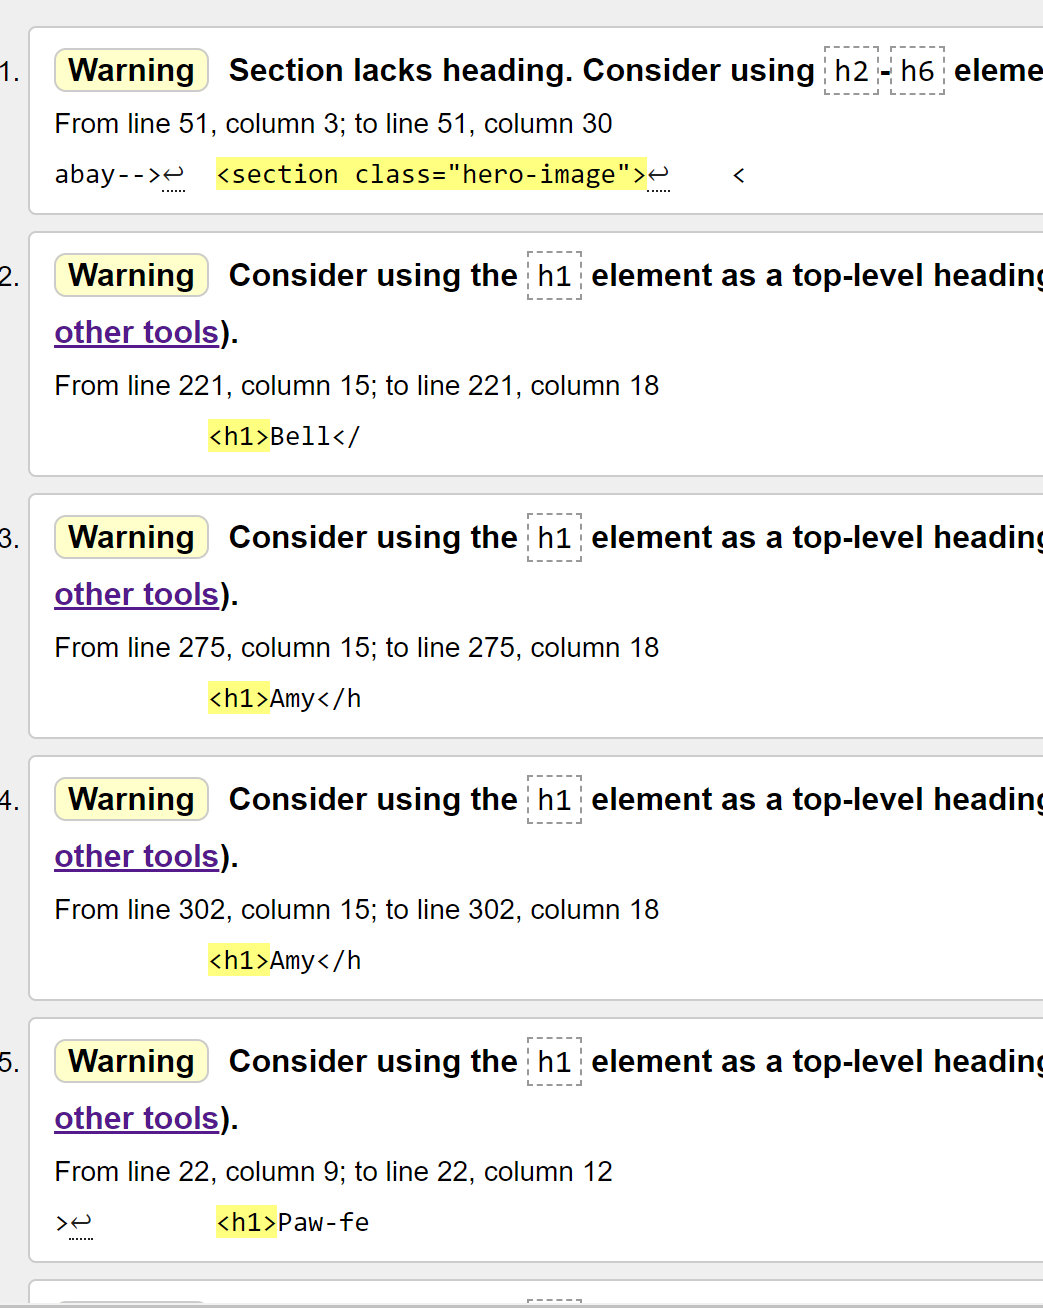 1. Warning Section lacks heading. Consider using h2-h6 eleme
From line 51, column 3; to line 51, column 30
abay-->↩ <section class="hero-image">↩ <
2. Warning Consider using the h1 element as a top-level heading
other tools).
From line 221, column 15; to line 221, column 18
<h1>Bell</
3. Warning Consider using the h1 element as a top-level heading
other tools).
From line 275, column 15; to line 275, column 18
<h1>Amy</h
4. Warning Consider using the h1 element as a top-level heading
other tools).
From line 302, column 15; to line 302, column 18
<h1>Amy</h
5. Warning Consider using the h1 element as a top-level heading
other tools).
From line 22, column 9; to line 22, column 12
>↩ <h1>Paw-fe